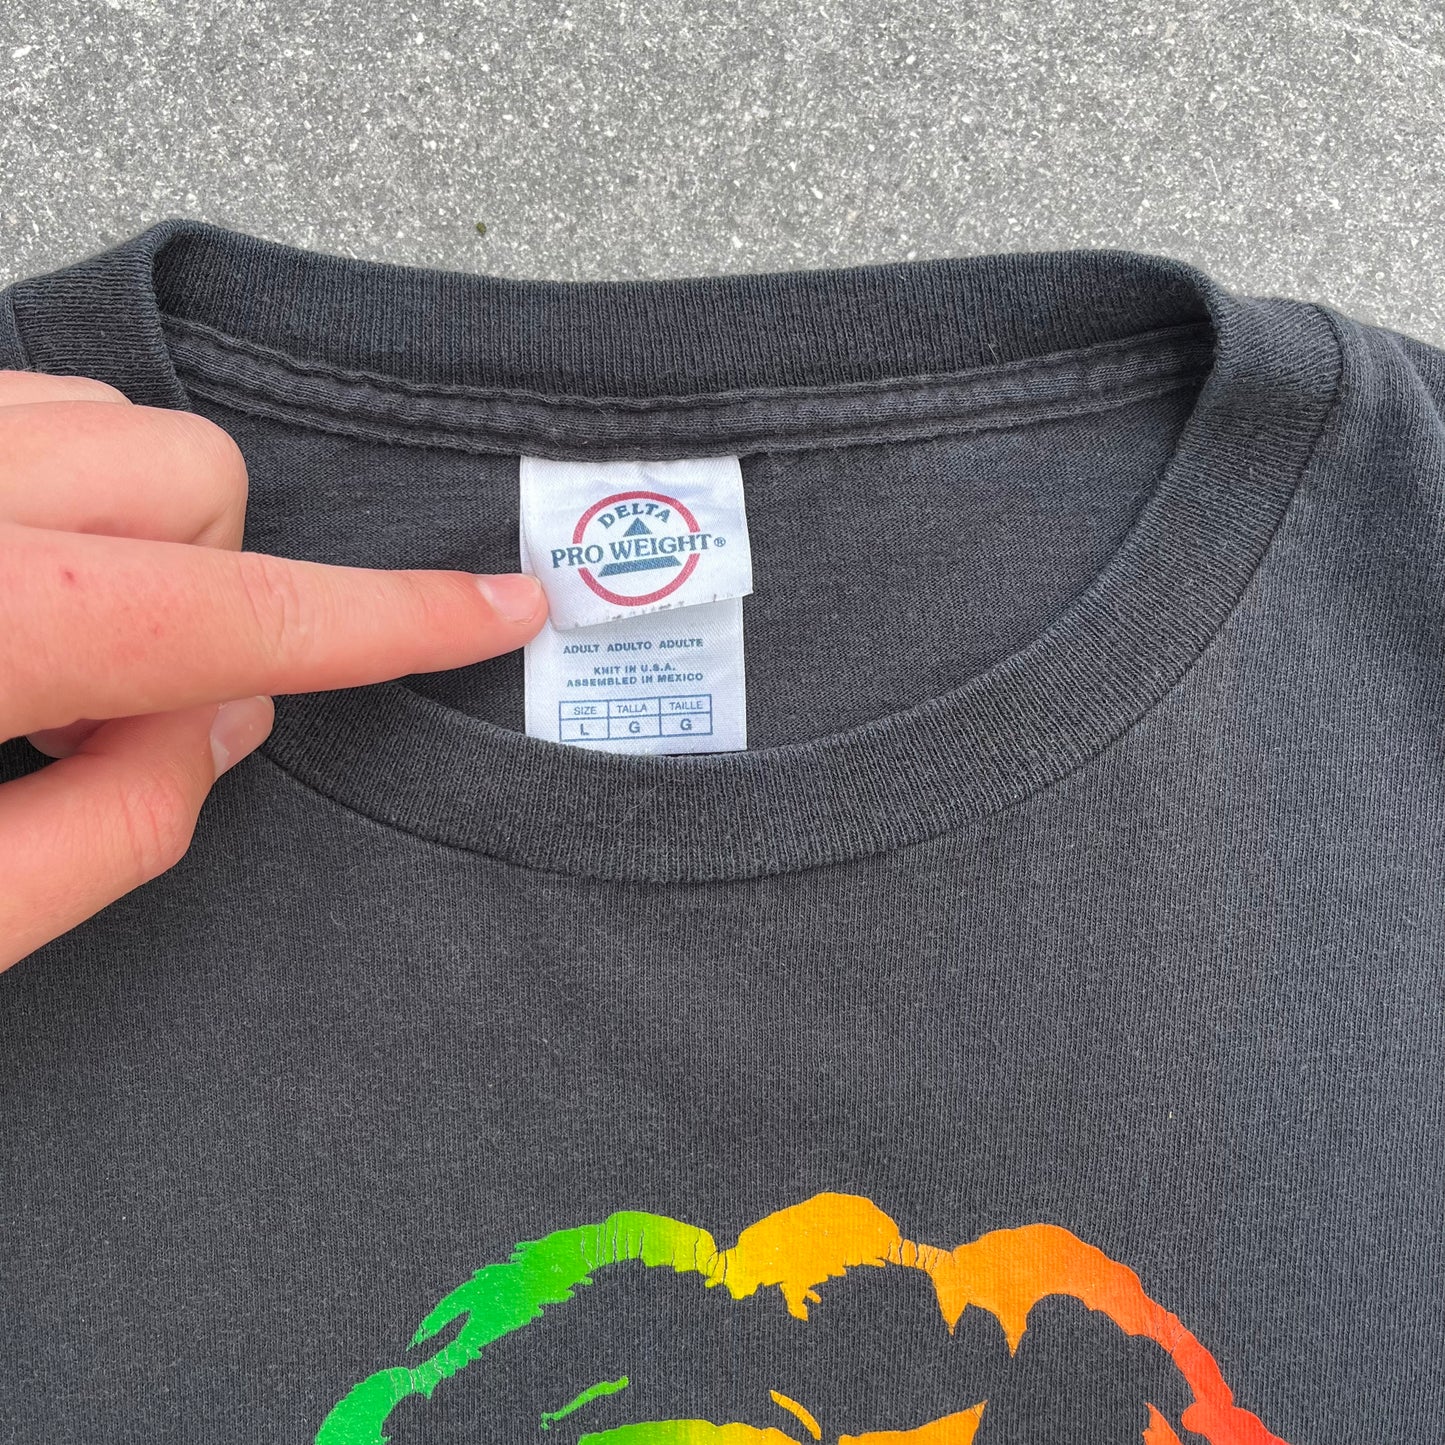 DELTA
PRO WEIGHT®
ADULT ADULTO ADULTE
KNIT IN U.S.A.
ASSEMBLED IN MEXICO
SIZE TALLA TAILLE
L G G